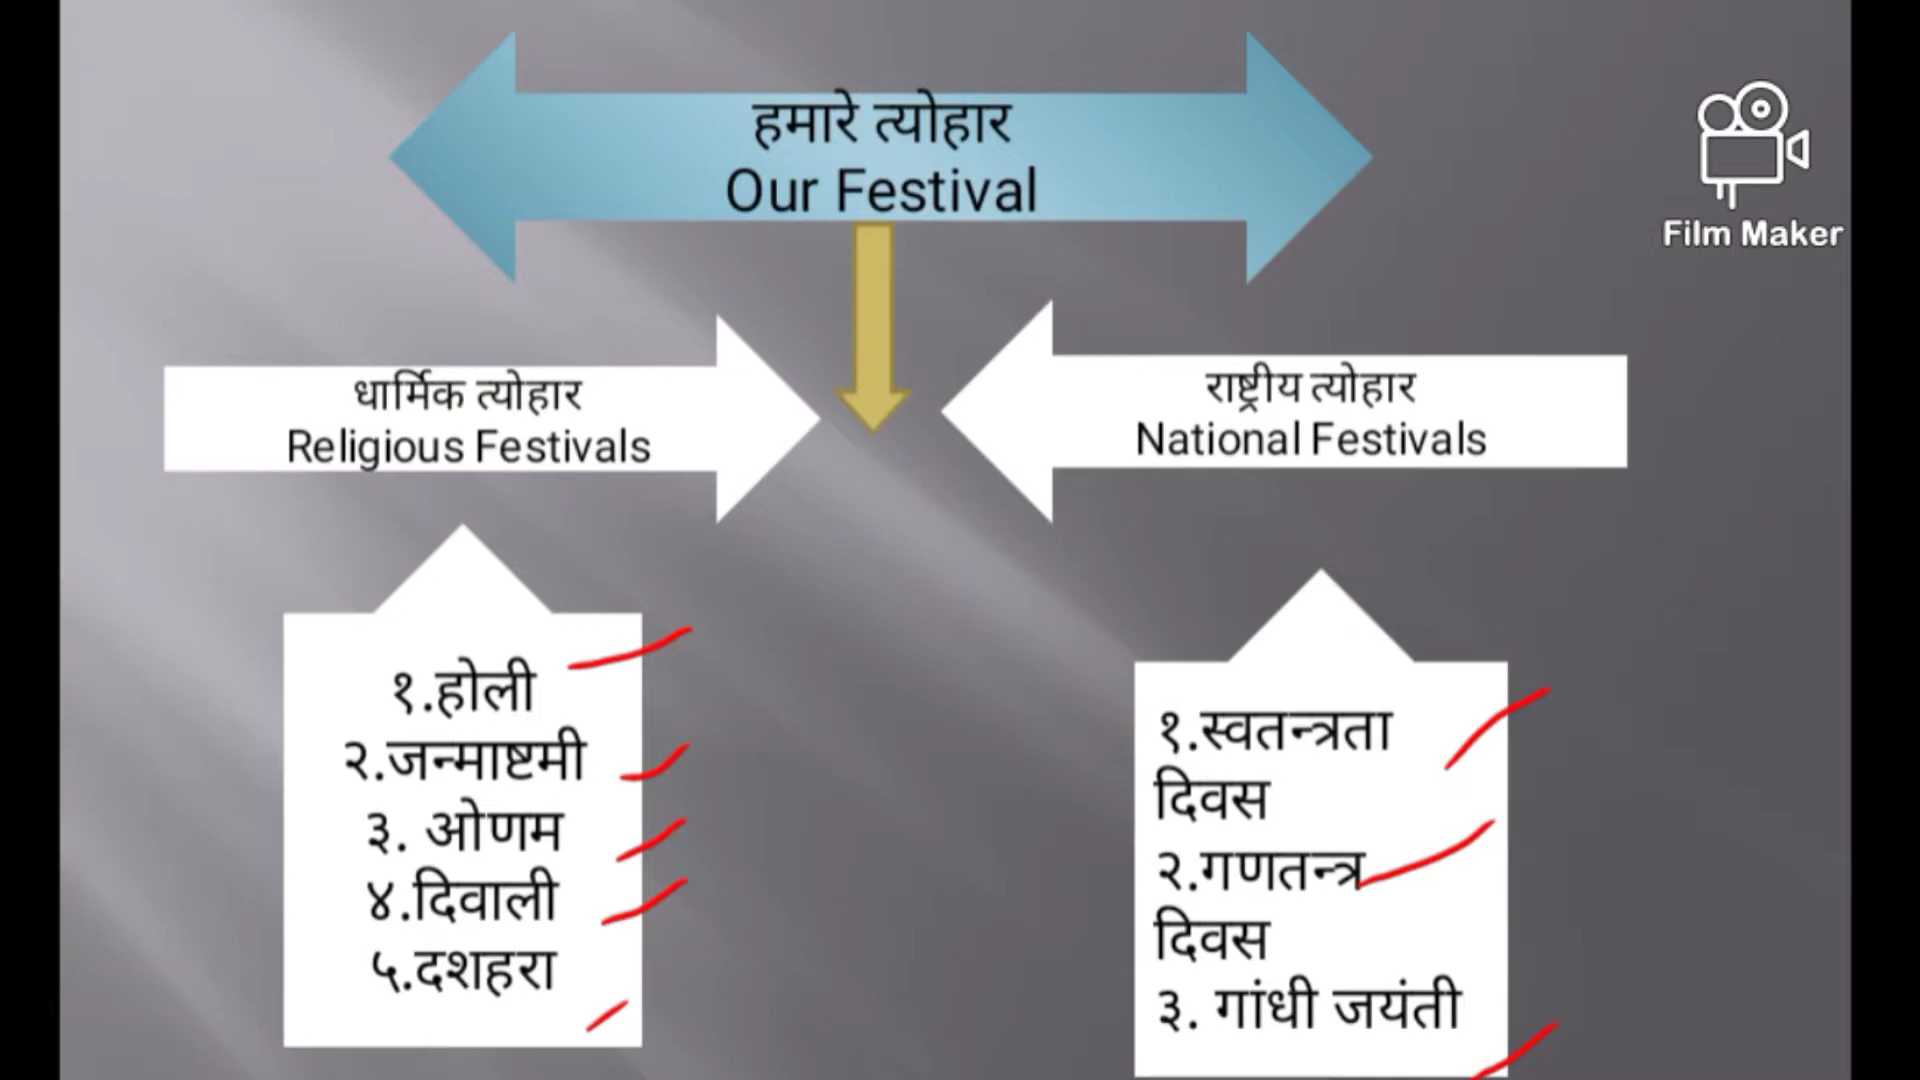 हमारे त्योहार
Our Festival
Film Maker
धार्मिक त्योहार
Religious Festivals
राष्ट्रीय त्योहार
National Festivals
१.होली
२.जन्माष्टमी
३. ओणम
४.दिवाली
५.दशहरा
१.स्वतन्त्रता
दिवस
२.गणतन्त्र
दिवस
३. गांधी जयंती